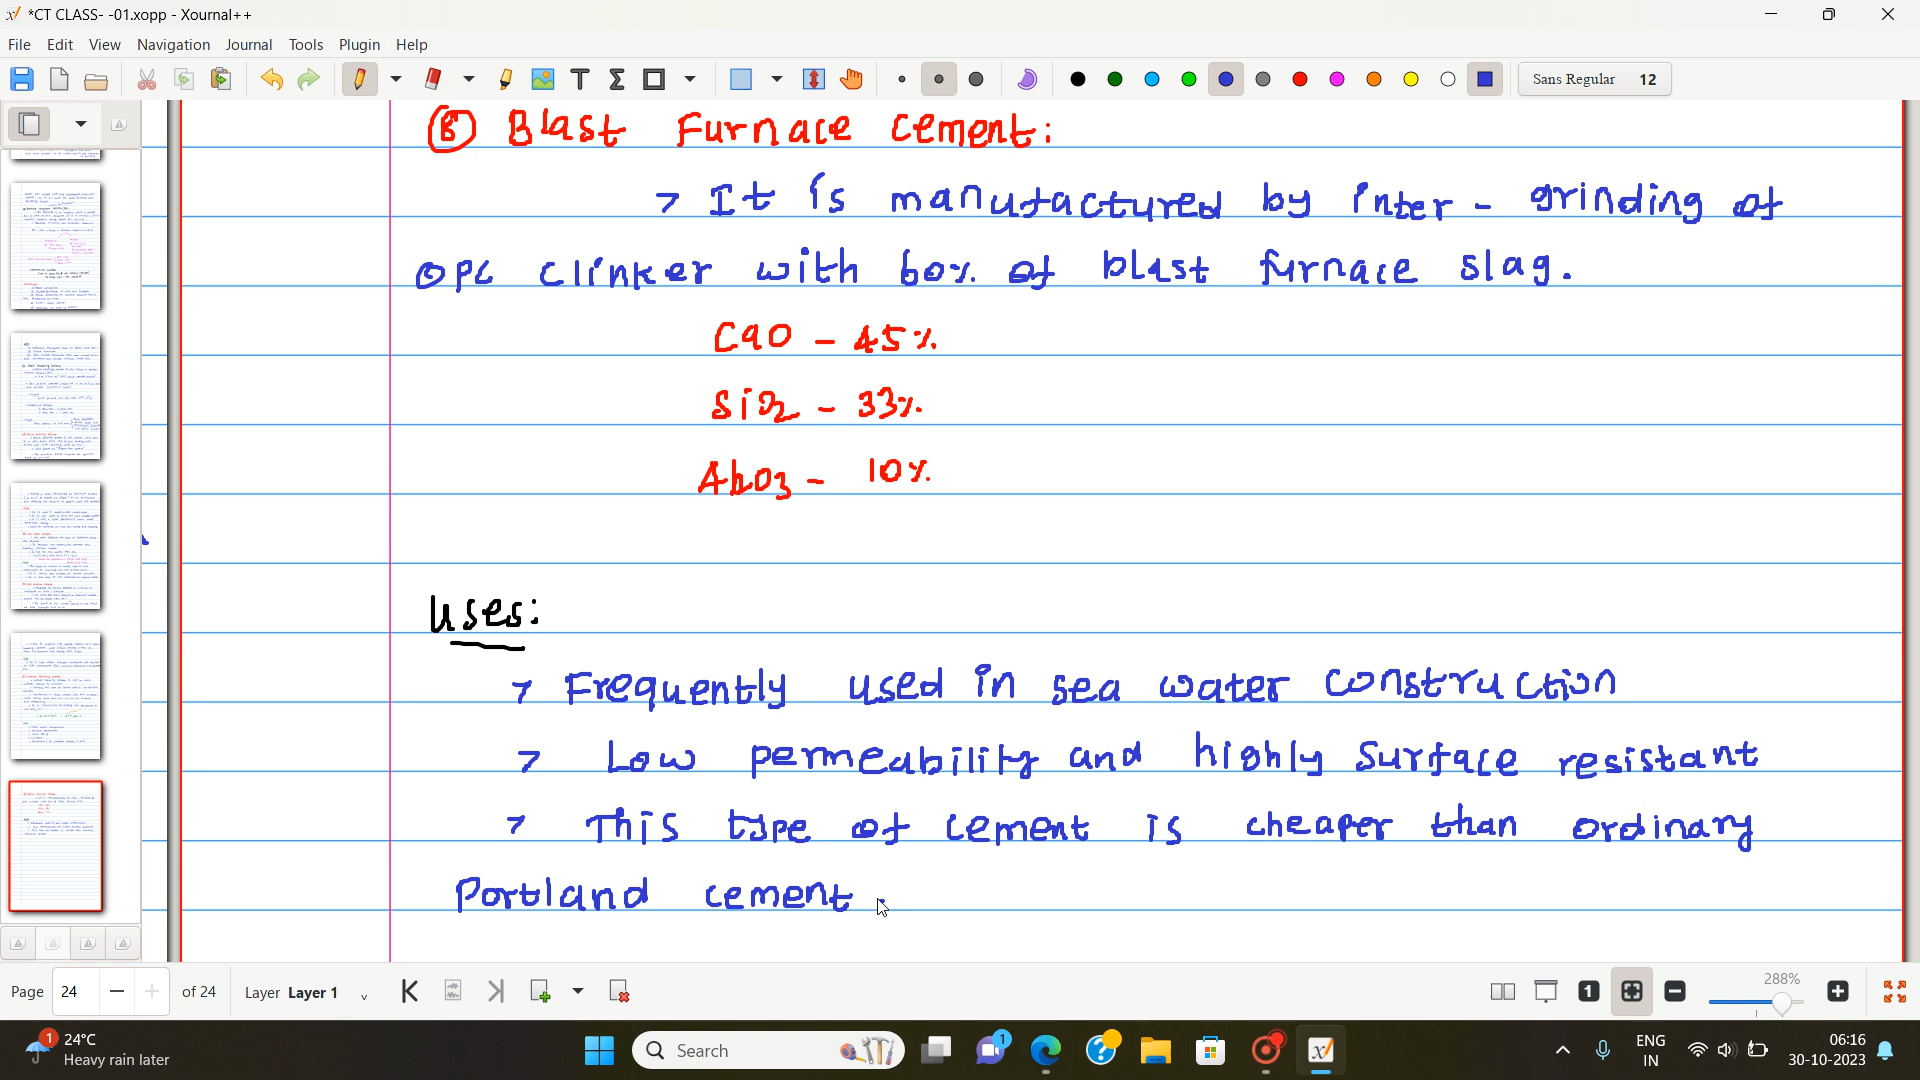 *CT CLASS- -01.xopp - Xournal++
File Edit View Navigation Journal Tools Plugin Help
Sans Regular 12
⑧ Blast Furnace Cement:
> It is manufactured by inter - grinding of
OPC clinker with 60% of blast furnace slag.
CaO - 45%
SiO2 - 33%
Al2O3 - 10%
Uses:
> Frequently used in sea water construction
> Low permeability and highly surface resistant
> This type of cement is cheaper than ordinary
Portland cement.
Page 24 of 24 Layer Layer 1 288%
24°C
Heavy rain later
Search
ENG
IN
06:16
30-10-2023